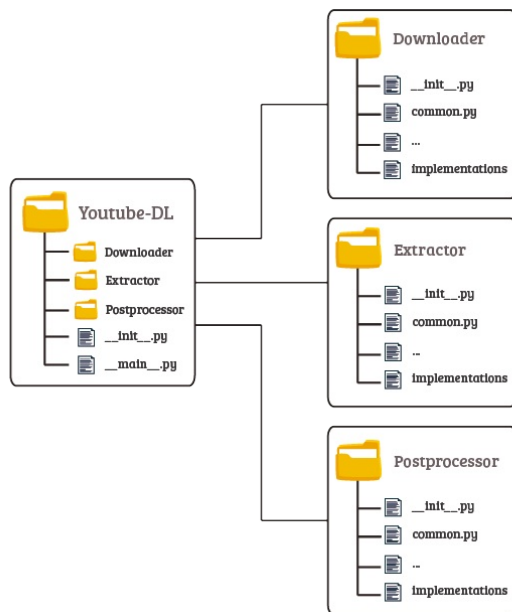 Youtube-DL
Downloader
Extractor
Postprocessor
__init__.py
__main__.py
Downloader
__init__.py
common.py
...
implementations
Extractor
__init__.py
common.py
...
implementations
Postprocessor
__init__.py
common.py
...
implementations